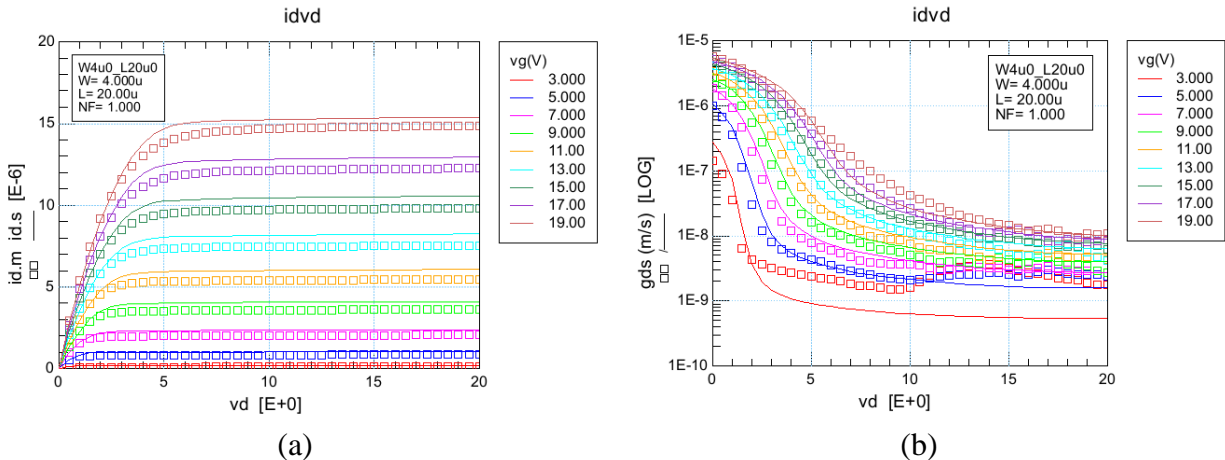 idvd
20
15
10
5
0
id.m id.s [E-6]
W4u0_L20u0
W= 4.000u
L= 20.00u
NF= 1.000
0 5 10 15 20
vd [E+0]
vg(V)
3.000
5.000
7.000
9.000
11.00
13.00
15.00
17.00
19.00
(a)
idvd
1E-5
1E-6
1E-7
1E-8
1E-9
1E-10
gds (m/s) [LOG]
W4u0_L20u0
W= 4.000u
L= 20.00u
NF= 1.000
0 5 10 15 20
vd [E+0]
vg(V)
3.000
5.000
7.000
9.000
11.00
13.00
15.00
17.00
19.00
(b)